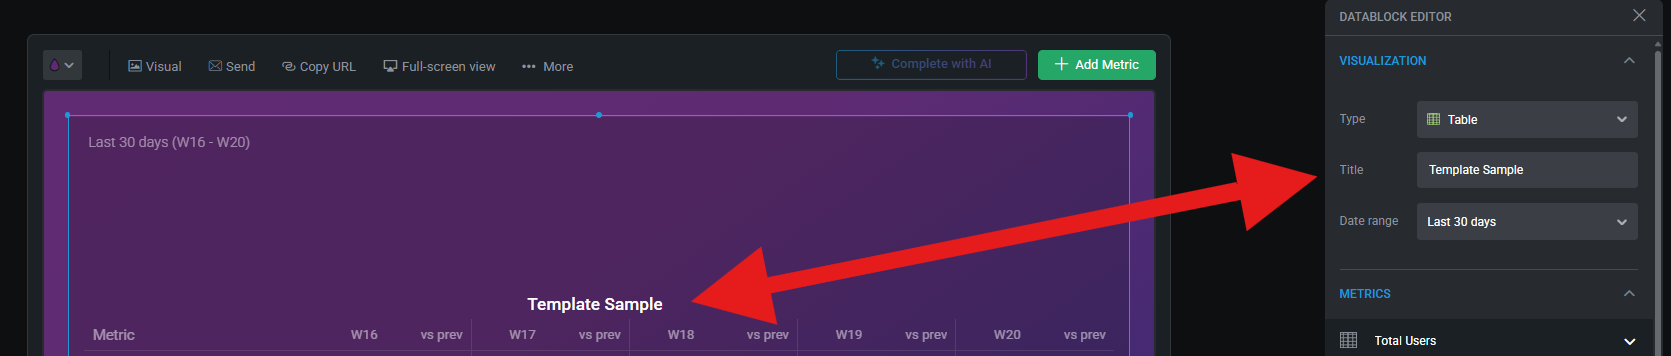 DATABLOCK EDITOR
Visual Send Copy URL Full-screen view More Complete with AI Add Metric
VISUALIZATION
Last 30 days (W16 - W20)
Type Table
Title Template Sample
Date range Last 30 days
METRICS
Template Sample
Metric W16 vs prev W17 vs prev W18 vs prev W19 vs prev W20 vs prev
Total Users